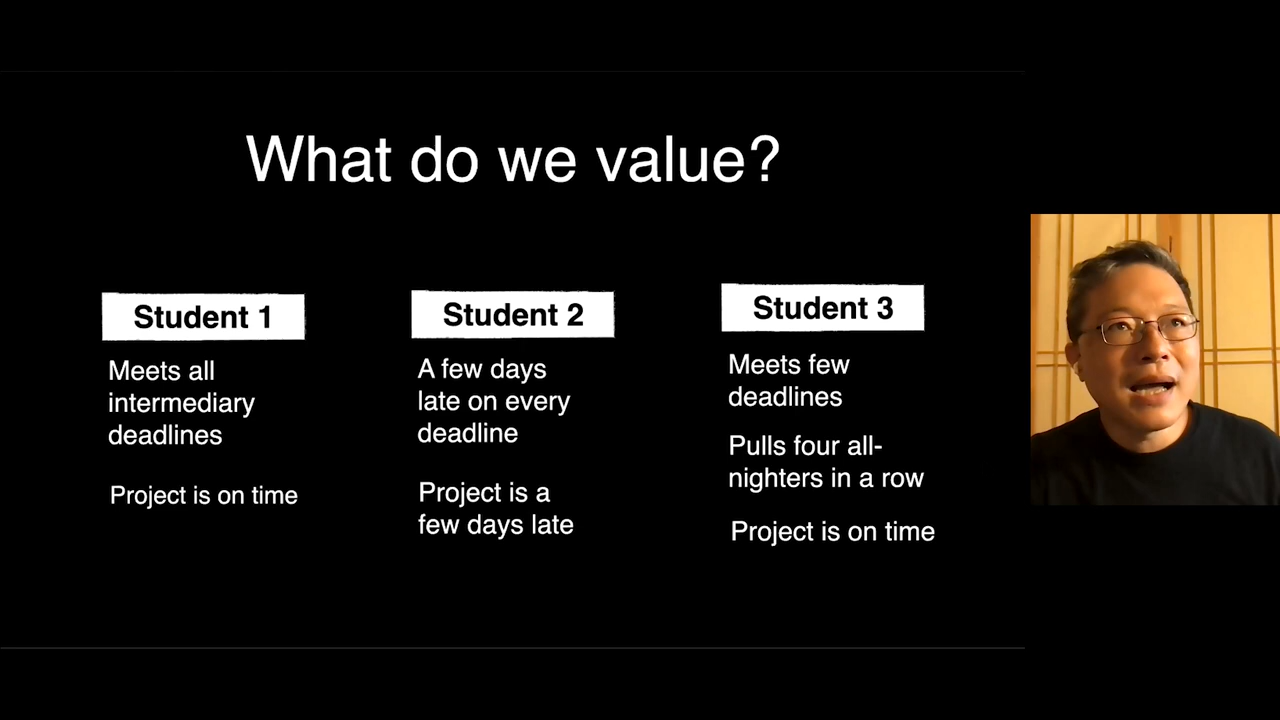 What do we value?
Student 1
Meets all
intermediary
deadlines
Project is on time
Student 2
A few days
late on every
deadline
Project is a
few days late
Student 3
Meets few
deadlines
Pulls four all-
nighters in a row
Project is on time